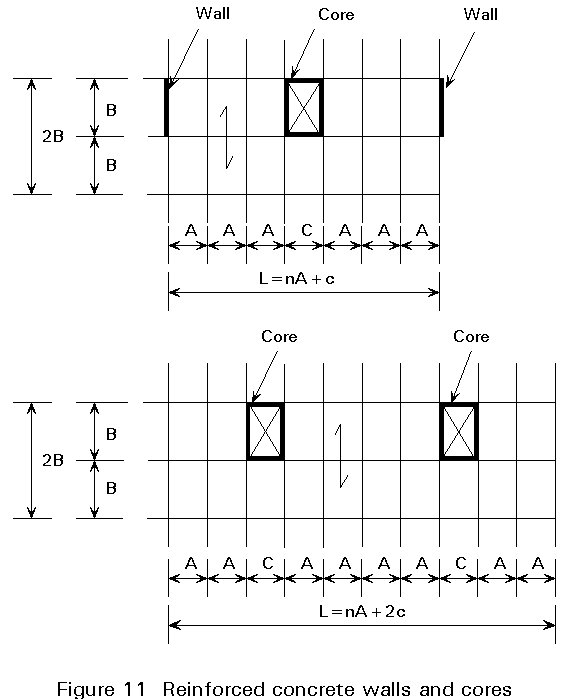 Wall Core Wall
B
2B
B
A A A C A A A
L=nA+c
Core Core
B
2B
B
A A C A A A A C A A
L=nA+2c
Figure 11 Reinforced concrete walls and cores